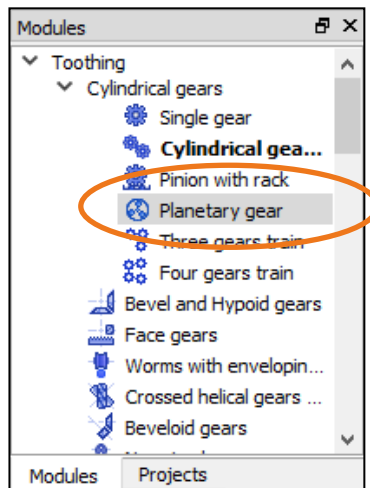 Modules
Toothing
Cylindrical gears
Single gear
Cylindrical gea...
Pinion with rack
Planetary gear
Three gears train
Four gears train
Bevel and Hypoid gears
Face gears
Worms with envelopin...
Crossed helical gears ...
Beveloid gears
Modules Projects